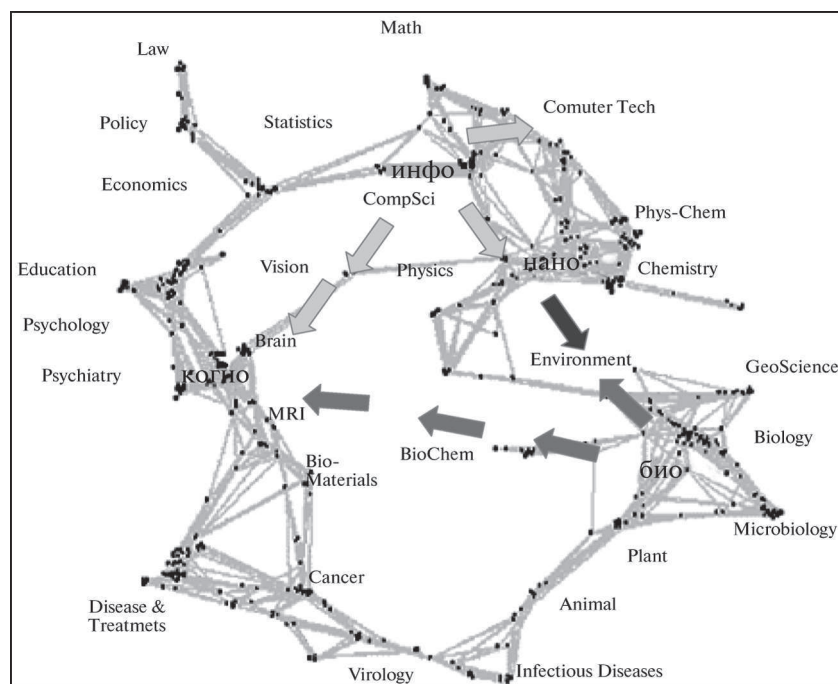 Math
Law
Comuter Tech
Policy
Statistics
инфо
Economics
CompSci
Phys-Chem
Education
Vision
Physics
нано
Chemistry
Psychology
Brain
Environment
Psychiatry
когно
GeoScience
MRI
Biology
BioChem
Bio-
Materials
био
Microbiology
Plant
Cancer
Animal
Disease &
Treatmets
Virology
Infectious Diseases